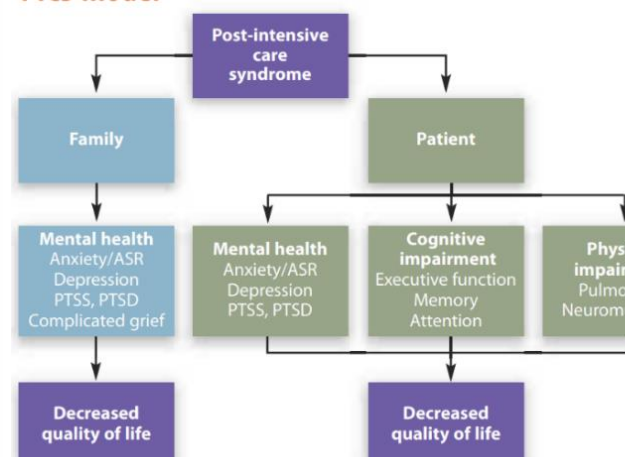 Post-intensive
care
syndrome
Family
Patient
Mental health
Anxiety/ASR
Depression
PTSS, PTSD
Complicated grief
Mental health
Anxiety/ASR
Depression
PTSS, PTSD
Cognitive
impairment
Executive function
Memory
Attention
Decreased
quality of life
Decreased
quality of life